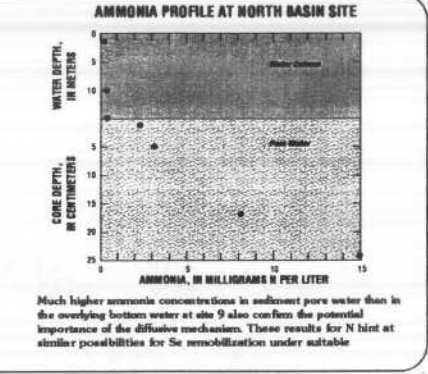 AMMONIA PROFILE AT NORTH BASIN SITE
WATER DEPTH,
IN METERS
0
5
10
Water Column
Pore Water
CORE DEPTH,
IN CENTIMETERS
5
10
15
20
25
0
5
10
15
AMMONIA, IN MILLIGRAMS N PER LITER
Much higher ammonia concentrations in sediment pore water than in
the overlying bottom water at site 9 also confirm the potential
importance of the diffusive mechanism. These results for N hint at
similar possibilities for Se remobilization under suitable